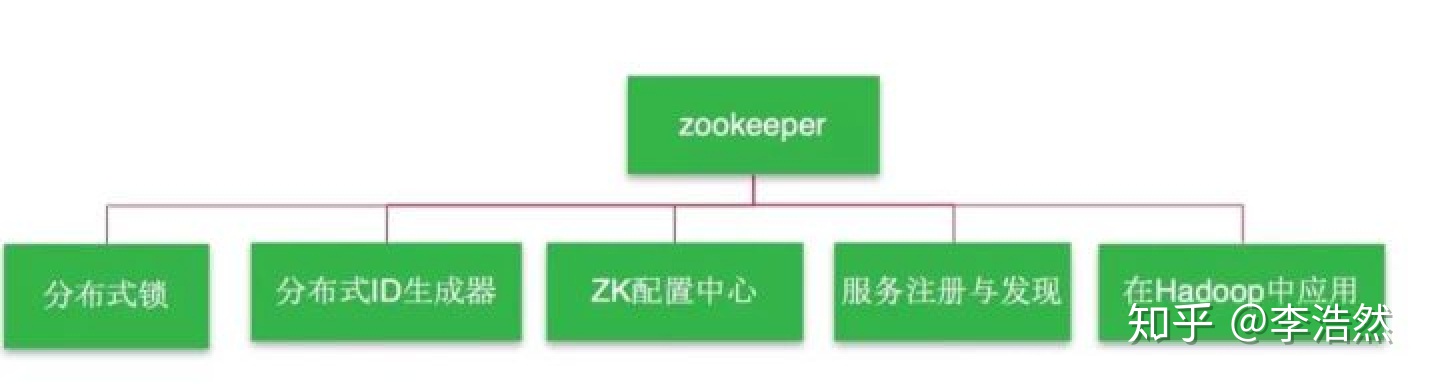 zookeeper
分布式锁
分布式ID生成器
ZK配置中心
服务注册与发现
在Hadoop中应用
知乎 @李浩然